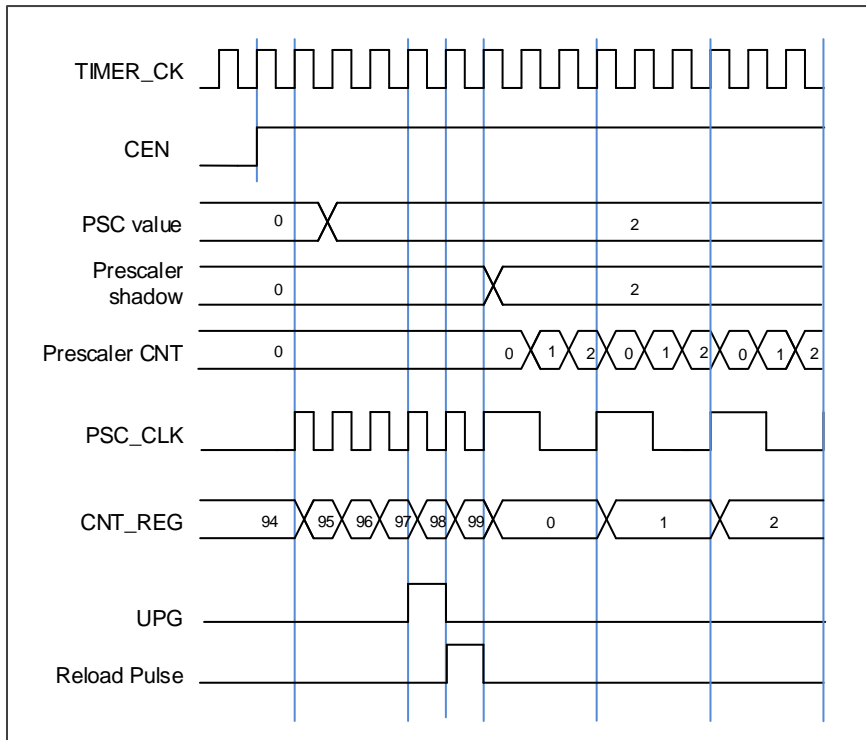 TIMER_CK
CEN
PSC value 0 2
Prescaler
shadow 0 2
Prescaler CNT 0 0 1 2 0 1 2 0 1 2
PSC_CLK
CNT_REG 94 95 96 97 98 99 0 1 2
UPG
Reload Pulse